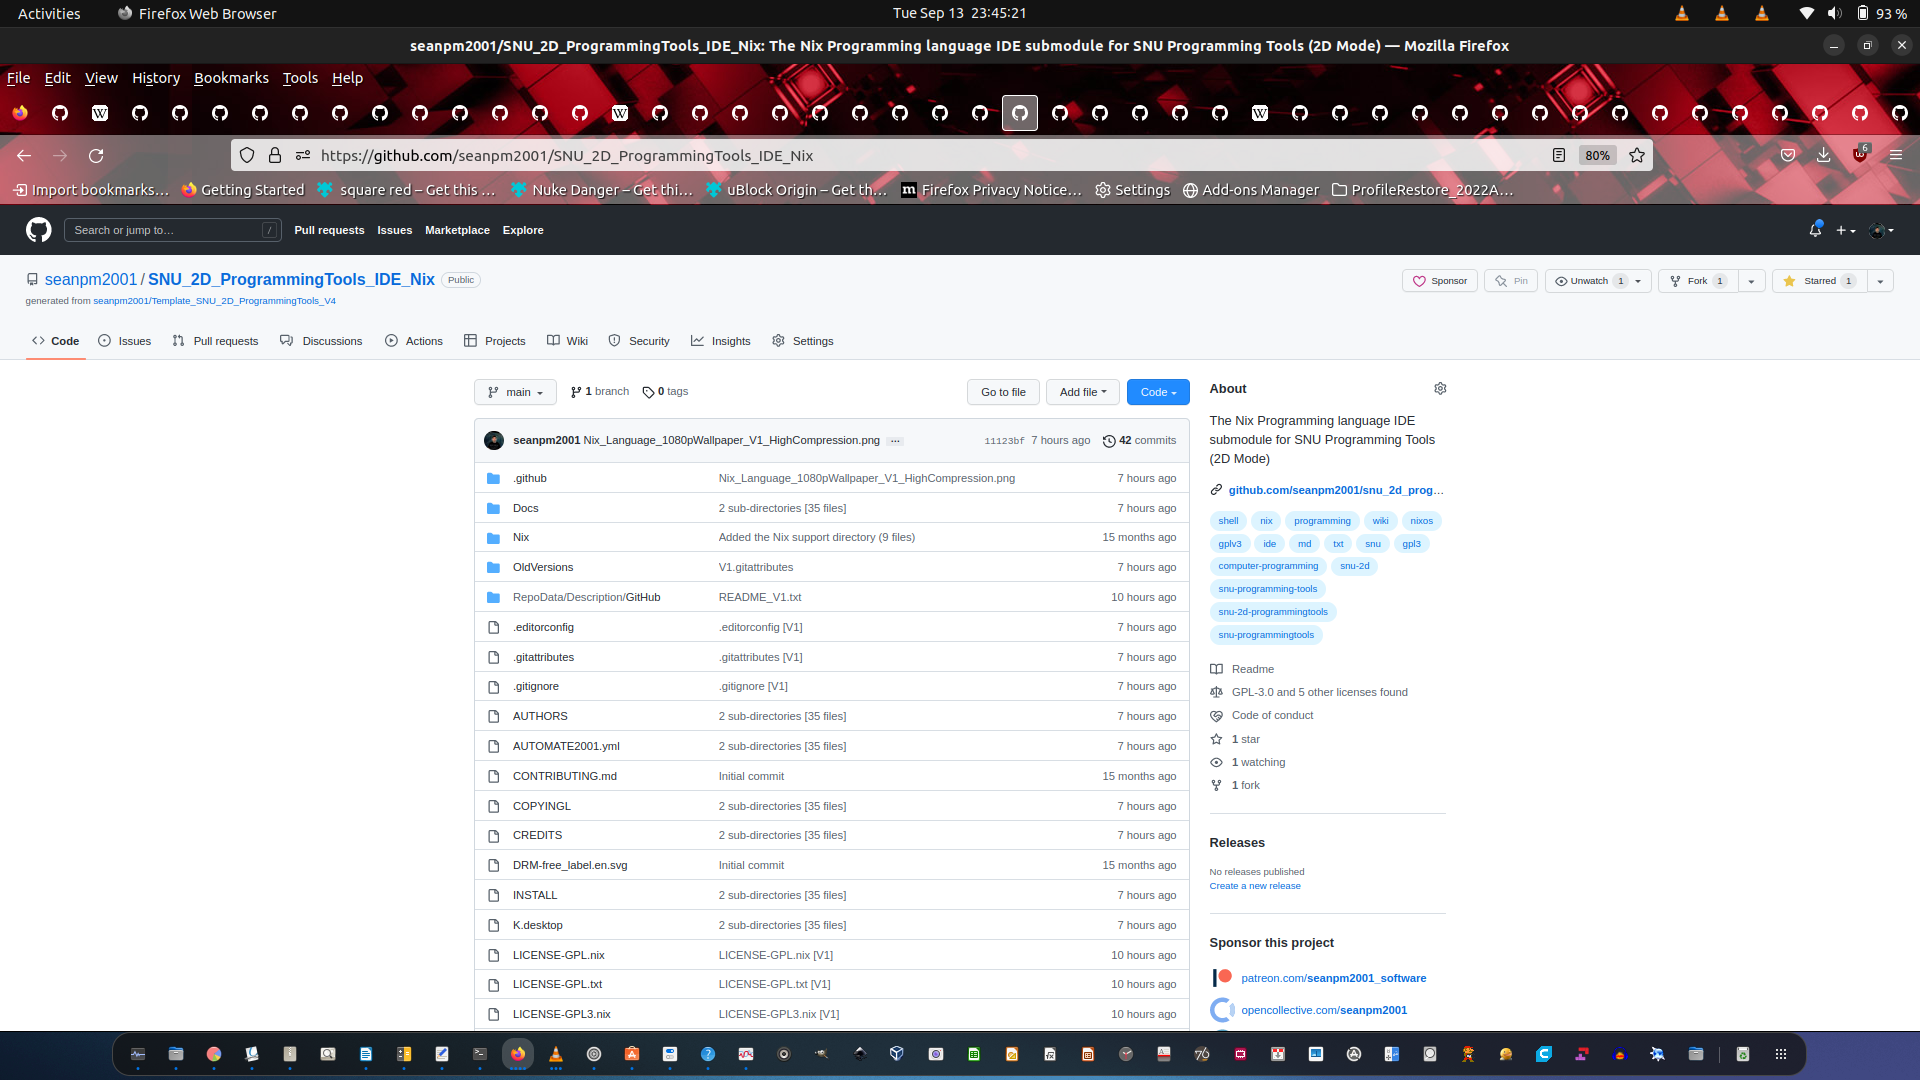 Activities Firefox Web Browser Tue Sep 13 23:45:21 93 %
seanpm2001/SNU_2D_ProgrammingTools_IDE_Nix: The Nix Programming language IDE submodule for SNU Programming Tools (2D Mode) — Mozilla Firefox
File Edit View History Bookmarks Tools Help
https://github.com/seanpm2001/SNU_2D_ProgrammingTools_IDE_Nix 80% 6
Import bookmarks… Getting Started square red – Get this … Nuke Danger – Get thi… uBlock Origin – Get th… Firefox Privacy Notice… Settings Add-ons Manager ProfileRestore_2022A…
Search or jump to… / Pull requests Issues Marketplace Explore
seanpm2001 / SNU_2D_ProgrammingTools_IDE_Nix Public Sponsor Pin Unwatch 1 Fork 1 Starred 1
generated from seanpm2001/Template_SNU_2D_ProgrammingTools_V4
Code Issues Pull requests Discussions Actions Projects Wiki Security Insights Settings
main 1 branch 0 tags Go to file Add file Code
seanpm2001 Nix_Language_1080pWallpaper_V1_HighCompression.png … 11123bf 7 hours ago 42 commits
.github Nix_Language_1080pWallpaper_V1_HighCompression.png 7 hours ago
Docs 2 sub-directories [35 files] 7 hours ago
Nix Added the Nix support directory (9 files) 15 months ago
OldVersions V1.gitattributes 7 hours ago
RepoData/Description/GitHub README_V1.txt 10 hours ago
.editorconfig .editorconfig [V1] 7 hours ago
.gitattributes .gitattributes [V1] 7 hours ago
.gitignore .gitignore [V1] 7 hours ago
AUTHORS 2 sub-directories [35 files] 7 hours ago
AUTOMATE2001.yml 2 sub-directories [35 files] 7 hours ago
CONTRIBUTING.md Initial commit 15 months ago
COPYINGL 2 sub-directories [35 files] 7 hours ago
CREDITS 2 sub-directories [35 files] 7 hours ago
DRM-free_label.en.svg Initial commit 15 months ago
INSTALL 2 sub-directories [35 files] 7 hours ago
K.desktop 2 sub-directories [35 files] 7 hours ago
LICENSE-GPL.nix LICENSE-GPL.nix [V1] 10 hours ago
LICENSE-GPL.txt LICENSE-GPL.txt [V1] 10 hours ago
LICENSE-GPL3.nix LICENSE-GPL3.nix [V1] 10 hours ago
About
The Nix Programming language IDE
submodule for SNU Programming Tools
(2D Mode)
github.com/seanpm2001/snu_2d_prog…
shell nix programming wiki nixos
gplv3 ide md txt snu gpl3
computer-programming snu-2d
snu-programming-tools
snu-2d-programmingtools
snu-programmingtools
Readme
GPL-3.0 and 5 other licenses found
Code of conduct
1 star
1 watching
1 fork
Releases
No releases published
Create a new release
Sponsor this project
patreon.com/seanpm2001_software
opencollective.com/seanpm2001